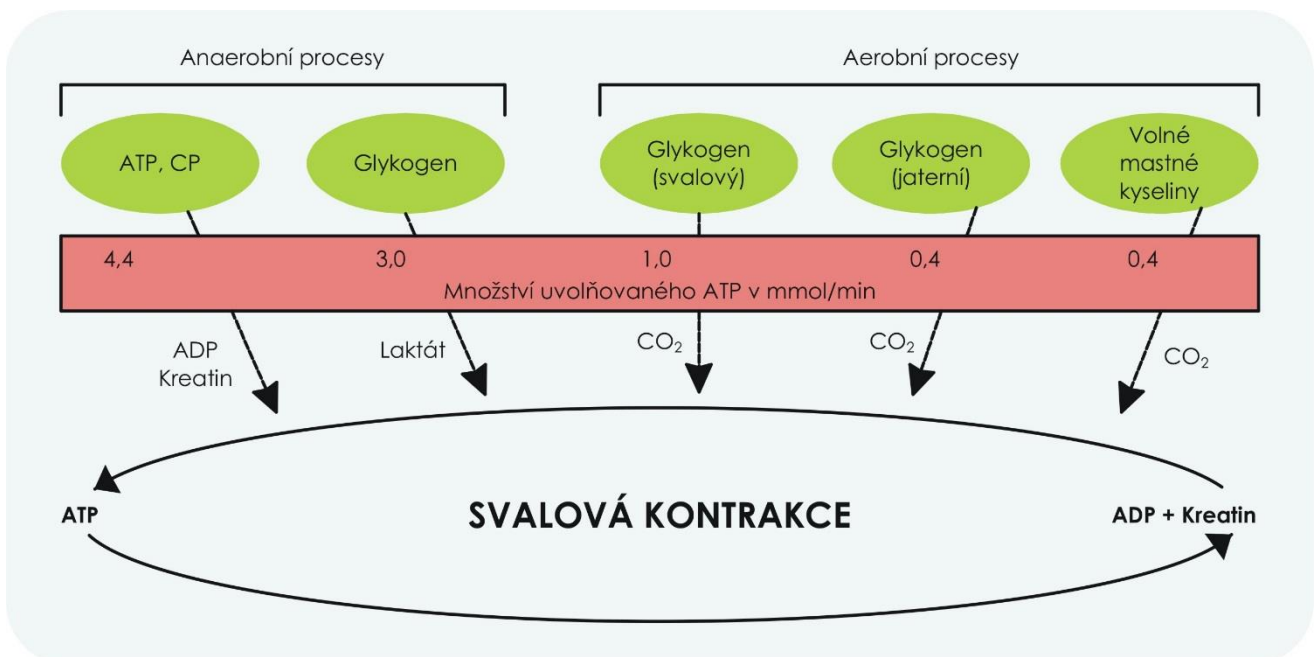 Anaerobní procesy
Aerobní procesy
ATP, CP
Glykogen
Glykogen
(svalový)
Glykogen
(jaterní)
Volné
mastné
kyseliny
4,4
3,0
1,0
0,4
0,4
Množství uvolňovaného ATP v mmol/min
ADP
Kreatin
Laktát
CO₂
CO₂
CO₂
ATP
SVALOVÁ KONTRAKCE
ADP + Kreatin